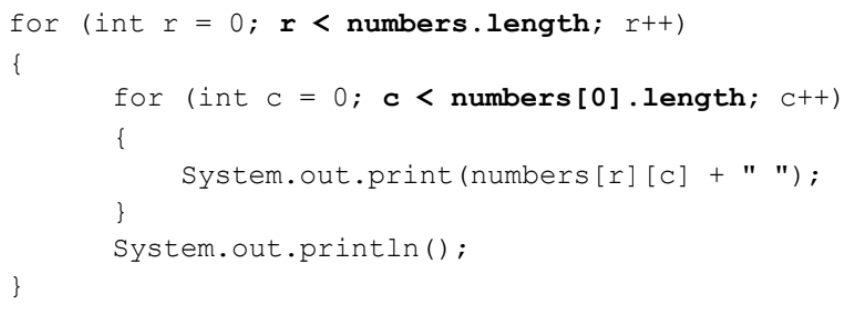 for (int r = 0; r < numbers.length; r++)
{
for (int c = 0; c < numbers[0].length; c++)
{
System.out.print(numbers[r][c] + " ");
}
System.out.println();
}